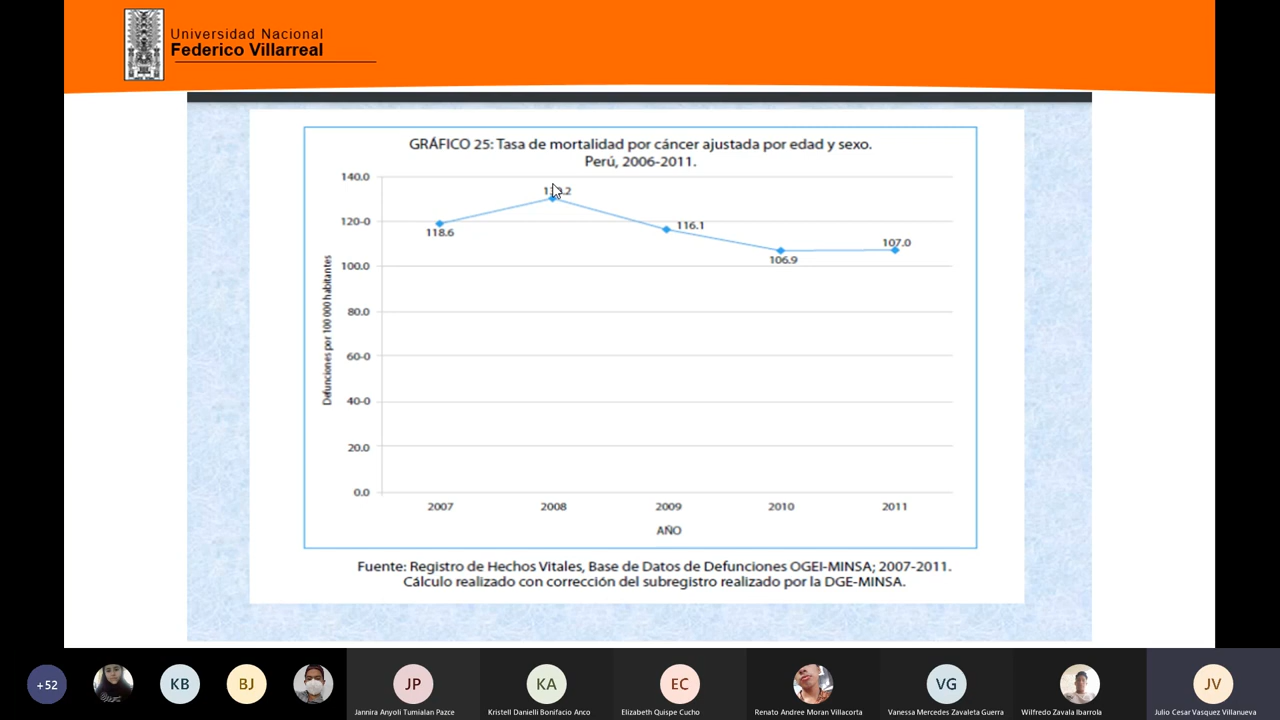 Universidad Nacional
Federico Villarreal
GRÁFICO 25: Tasa de mortalidad por cáncer ajustada por edad y sexo.
Perú, 2006-2011.
140.0
120-0
100.0
80.0
60-0
40-0
20.0
0.0
Defunciones por 100 000 habitantes
118.6
116.1
106.9
107.0
2007 2008 2009 2010 2011
AÑO
Fuente: Registro de Hechos Vitales, Base de Datos de Defunciones OGEI-MINSA; 2007-2011.
Cálculo realizado con corrección del subregistro realizado por la DGE-MINSA.
+52 KB BJ JP KA EC VG JV
Jannira Anyoli Tumialan Pazce Kristell Danielli Bonifacio Anco Elizabeth Quispe Cucho Renato Andree Moran Villacorta Vanessa Mercedes Zavaleta Guerra Wilfredo Zavala Ibarrola Julio Cesar Vasquez Villanueva